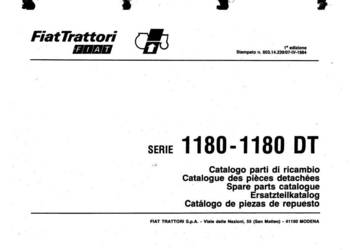 FiatTrattori
FIAT
1ª edizione
Stampato n. 603.14.239/07-IV-1984
SERIE 1180-1180 DT
Catalogo parti di ricambio
Catalogue des pièces detachées
Spare parts catalogue
Ersatzteilkatalog
Catálogo de piezas de repuesto
FIAT TRATTORI S.p.A. - Viale delle Nazioni, 55 (San Matteo) - 41100 MODENA